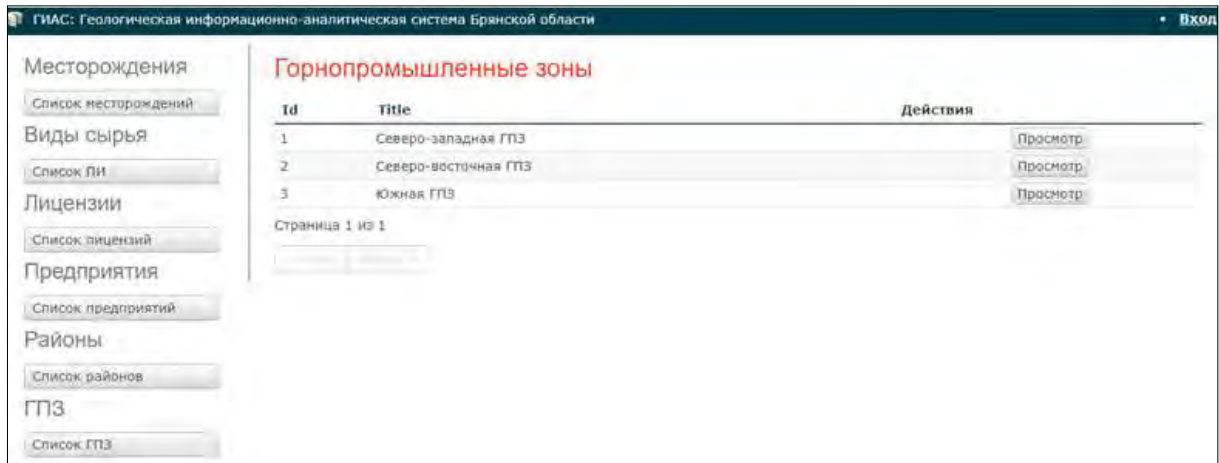 ГИАС: Геологическая информационно-аналитическая система Брянской области
• Вход
Месторождения
Список месторождений
Виды сырья
Список ПИ
Лицензии
Список лицензий
Предприятия
Список предприятий
Районы
Список районов
ГПЗ
Список ГПЗ
Горнопромышленные зоны
Id Title Действия
1 Северо-западная ГПЗ Просмотр
2 Северо-восточная ГПЗ Просмотр
3 Южная ГПЗ Просмотр
Страница 1 из 1